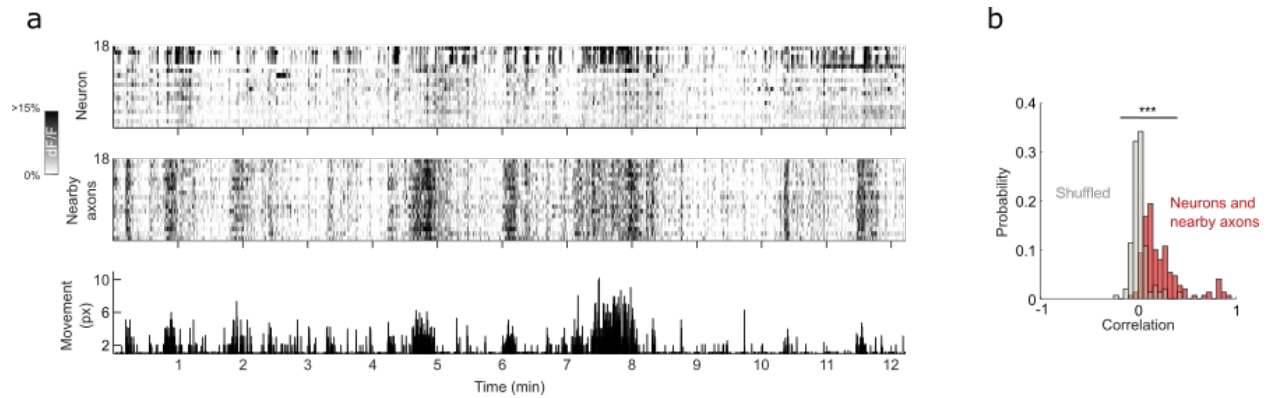 a
b
>15%
dF/F
0%
18
Neuron
18
Nearby
axons
10
6
2
Movement
(px)
1 2 3 4 5 6 7 8 9 10 11 12
Time (min)
0.4
0.3
0.2
0.1
0
Probability
***
Shuffled
Neurons and
nearby axons
-1 0 1
Correlation